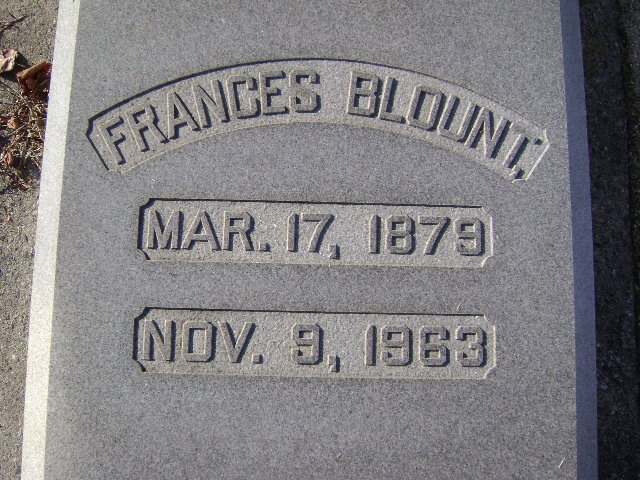 FRANCES BLOUNT,
MAR. 17, 1879
NOV. 9, 1963